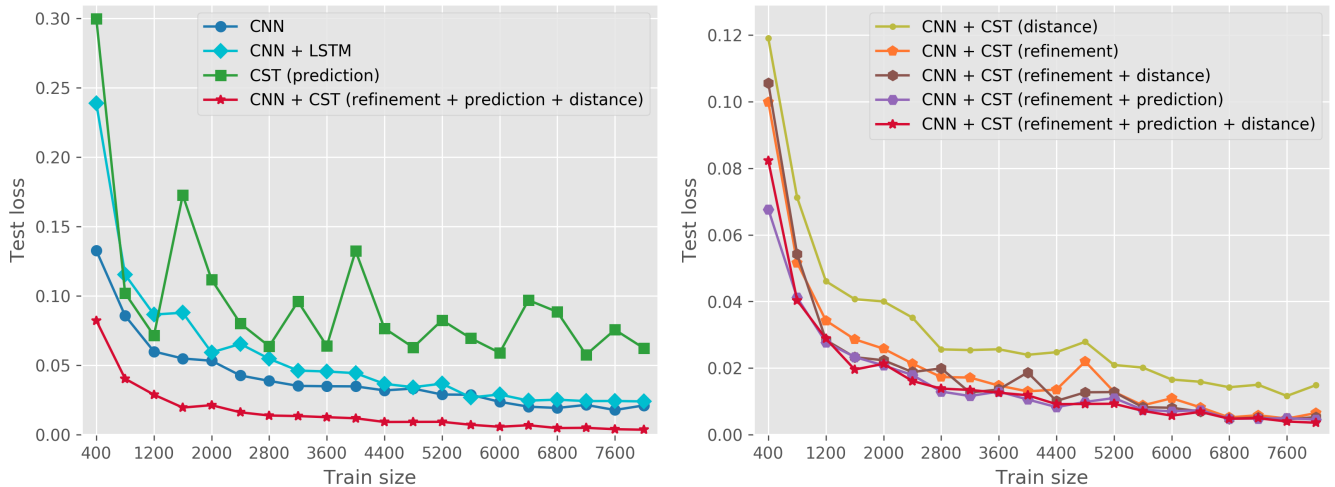 0.30
0.25
0.20
0.15
0.10
0.05
0.00
Test loss
400 1200 2000 2800 3600 4400 5200 6000 6800 7600
Train size
CNN
CNN + LSTM
CST (prediction)
CNN + CST (refinement + prediction + distance)
0.12
0.10
0.08
0.06
0.04
0.02
0.00
Test loss
400 1200 2000 2800 3600 4400 5200 6000 6800 7600
Train size
CNN + CST (distance)
CNN + CST (refinement)
CNN + CST (refinement + distance)
CNN + CST (refinement + prediction)
CNN + CST (refinement + prediction + distance)